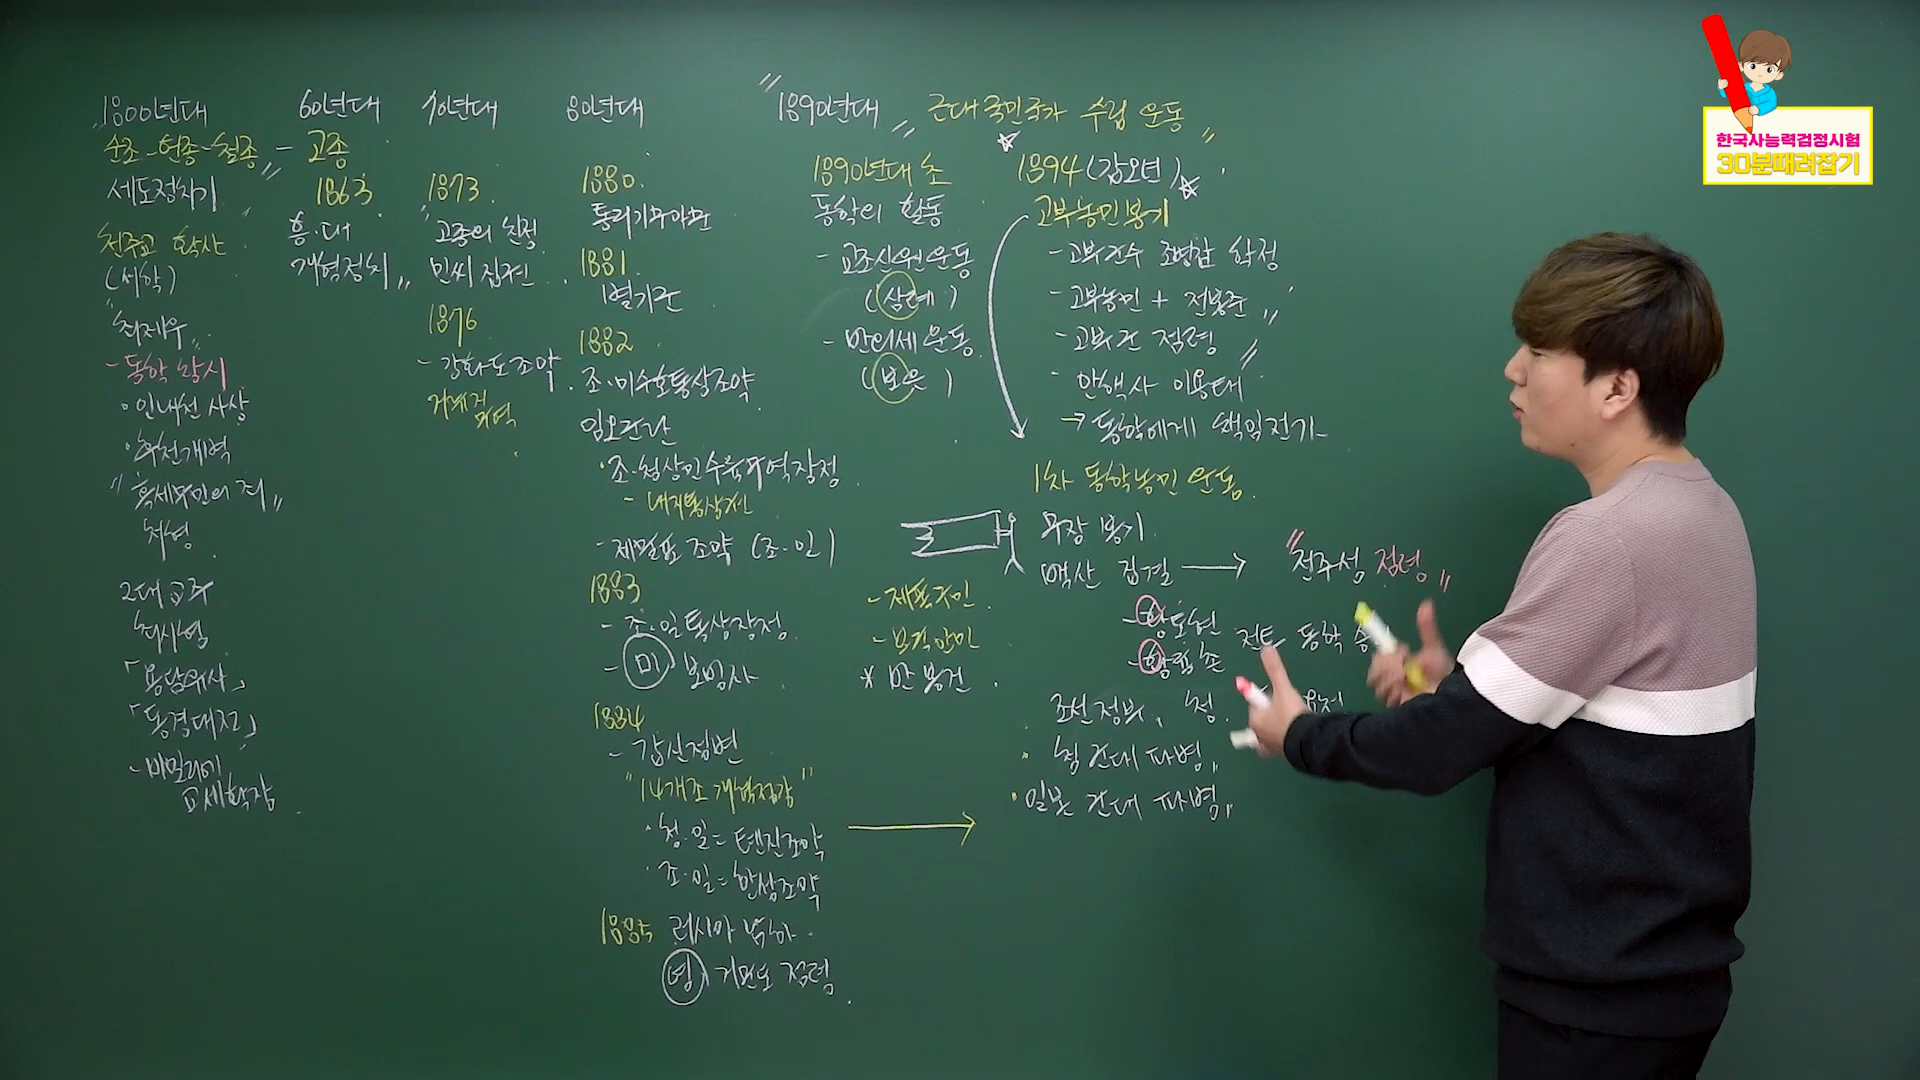 1800년대
순조-헌종-철종 - 고종
세도정치기
천주교 확산
(서학)
"최제우"
- 동학 창시
· 인내천 사상
· 후천개벽
"혹세무민의 죄"
처형
2대 교주
최시형
「용담유사」
「동경대전」
- 비밀리에
교세확장
60년대
1863
흥·대
개혁정치"
70년대
1873
"고종의 친정
민씨 집권
1876
- 강화도조약
80년대
1880.
통리기무아문
1881.
별기군
1882
조·미수호통상조약
임오군란
· 조·청상민수륙무역장정
- 내지통상권
- 제물포 조약 (조·일)
1883
- 조·일통상장정
- 미 보빙사
1884
- 갑신정변
"14개조 개혁정강"
· 청·일 = 톈진조약
· 조·일 = 한성조약
1885 러시아 남하
영 거문도 점령
"1890년대" 근대 국민국가 수립 운동"
1890년대 초
동학의 활동
- 교조신원운동
(삼례)
- 반외세운동
(보은)
☆1894(갑오년)☆
고부농민봉기
- 고부군수 조병갑 학정
- 고부농민 + 전봉준"
- 고부군 점령"
- 안핵사 이용태
→ 동학에게 책임전가
1차 동학농민 운동
무장 봉기
백산 집결 → "전주성 점령"
- 제폭구민
- 보국안민
* 반 봉건
- 황토현
- 황룡촌 전투 동학
조선정부, 청
· 청 군대 파병"
· 일본 군대 파병"
한국사능력검정시험
30분때려잡기